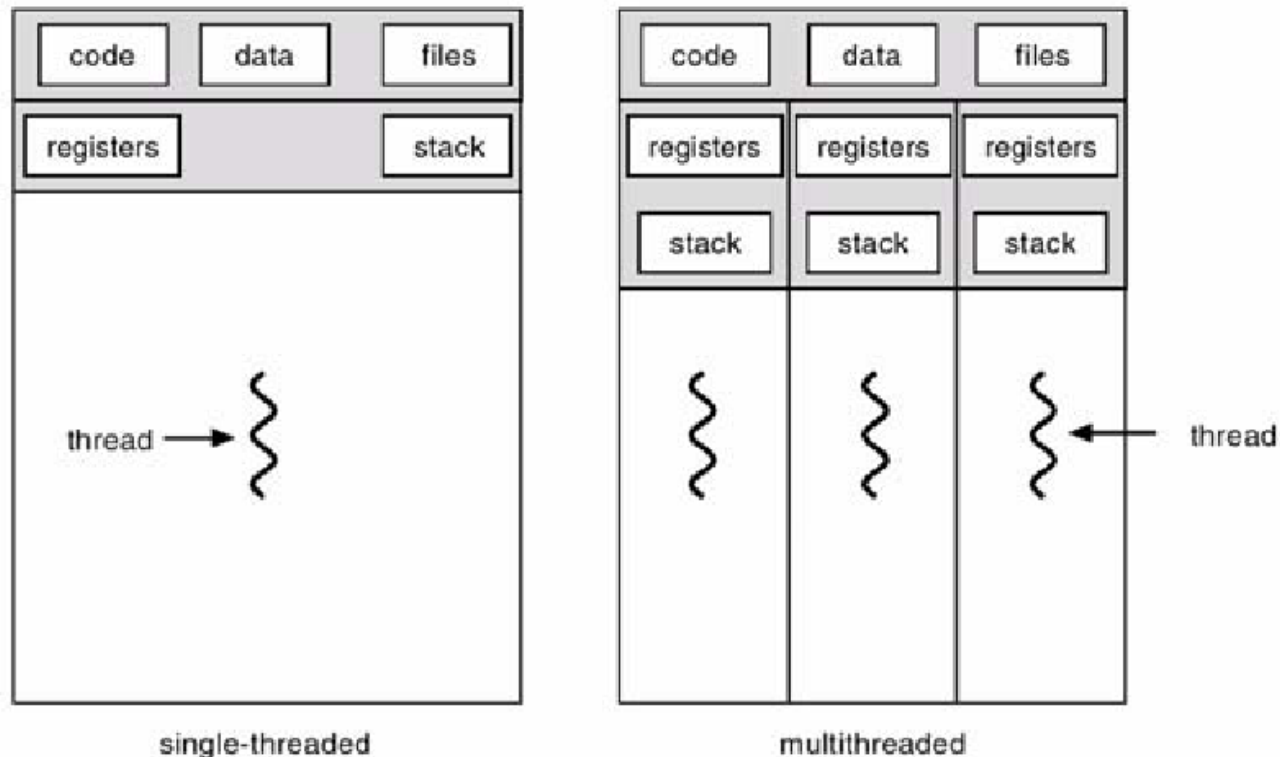 code data files code data files
registers stack registers registers registers
stack stack stack
thread thread
single-threaded multithreaded